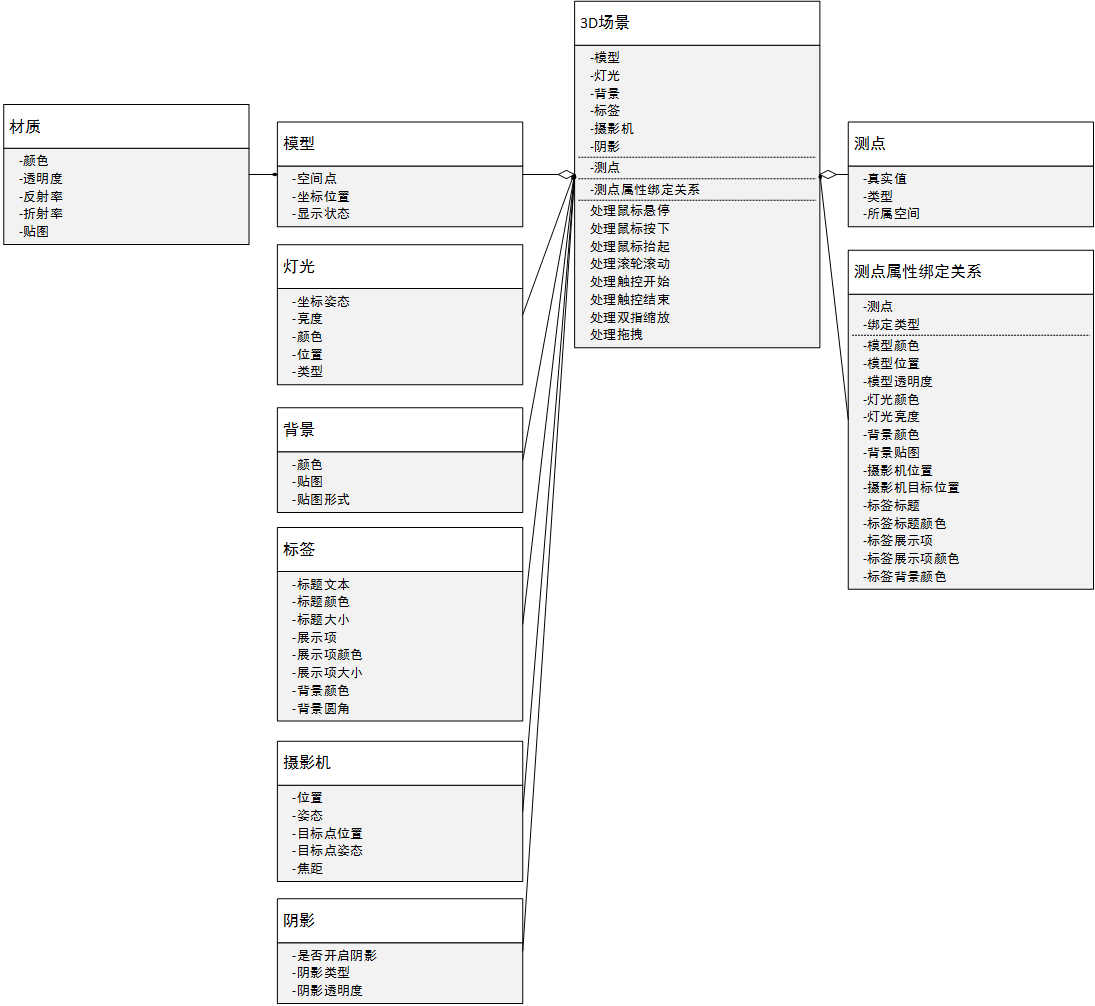 材质
-颜色
-透明度
-反射率
-折射率
-贴图
模型
-空间点
-坐标位置
-显示状态
灯光
-坐标姿态
-亮度
-颜色
-位置
-类型
背景
-颜色
-贴图
-贴图形式
标签
-标题文本
-标题颜色
-标题大小
-展示项
-展示项颜色
-展示项大小
-背景颜色
-背景圆角
摄影机
-位置
-姿态
-目标点位置
-目标点姿态
-焦距
阴影
-是否开启阴影
-阴影类型
-阴影透明度
3D场景
-模型
-灯光
-背景
-标签
-摄影机
-阴影
-测点
-测点属性绑定关系
处理鼠标悬停
处理鼠标按下
处理鼠标抬起
处理滚轮滚动
处理触控开始
处理触控结束
处理双指缩放
处理拖拽
测点
-真实值
-类型
-所属空间
测点属性绑定关系
-测点
-绑定类型
-模型颜色
-模型位置
-模型透明度
-灯光颜色
-灯光亮度
-背景颜色
-背景贴图
-摄影机位置
-摄影机目标位置
-标签标题
-标签标题颜色
-标签展示项
-标签展示项颜色
-标签背景颜色